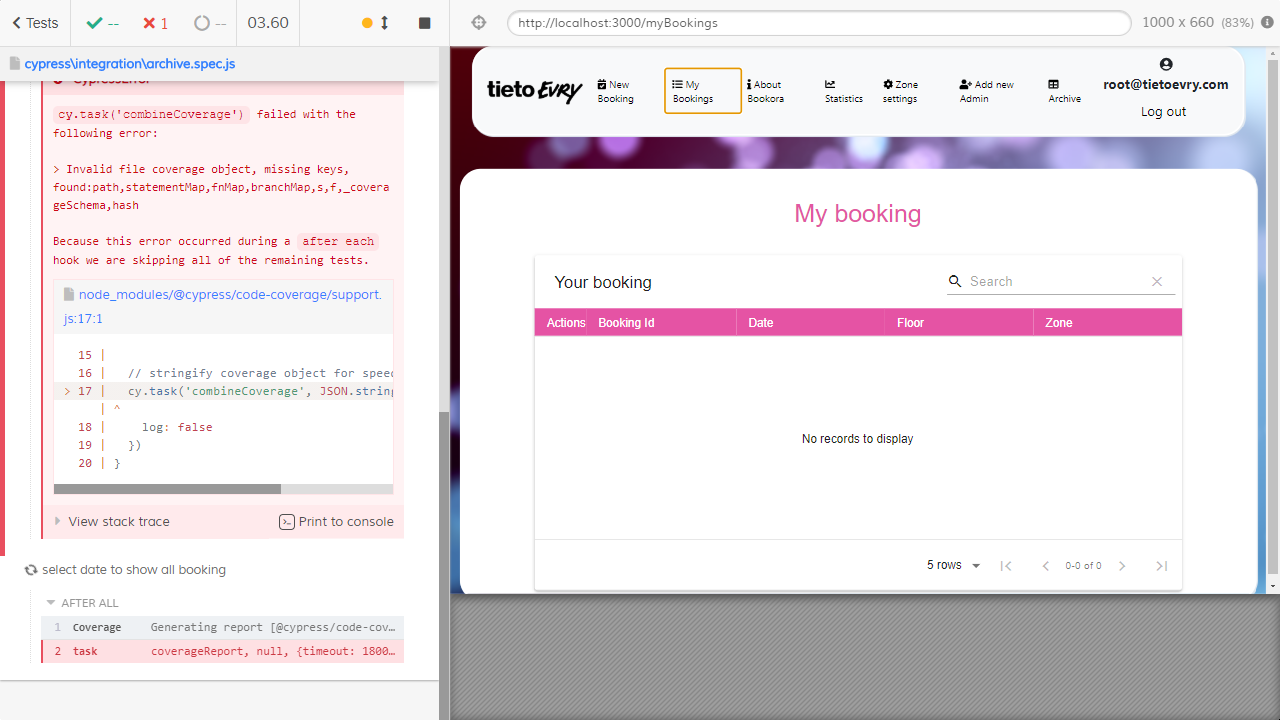 Tests
--
1
--
03.60
http://localhost:3000/myBookings
1000 x 660 (83%)
cypress\integration\archive.spec.js
cy.task('combineCoverage') failed with the
following error:
> Invalid file coverage object, missing keys,
found:path,statementMap,fnMap,branchMap,s,f,_covera
geSchema,hash
Because this error occurred during a after each
hook we are skipping all of the remaining tests.
node_modules/@cypress/code-coverage/support.
js:17:1
15 |
16 | // stringify coverage object for speed
> 17 | cy.task('combineCoverage', JSON.string
| ^
18 | log: false
19 | })
20 | }
View stack trace
Print to console
select date to show all booking
AFTER ALL
1 Coverage Generating report [@cypress/code-cov…
2 task coverageReport, null, {timeout: 1800…
tieto Evry
New
Booking
My
Bookings
About
Bookora
Statistics
Zone
settings
Add new
Admin
Archive
root@tietoevry.com
Log out
My booking
Your booking
Search
Actions Booking Id Date Floor Zone
No records to display
5 rows
0-0 of 0